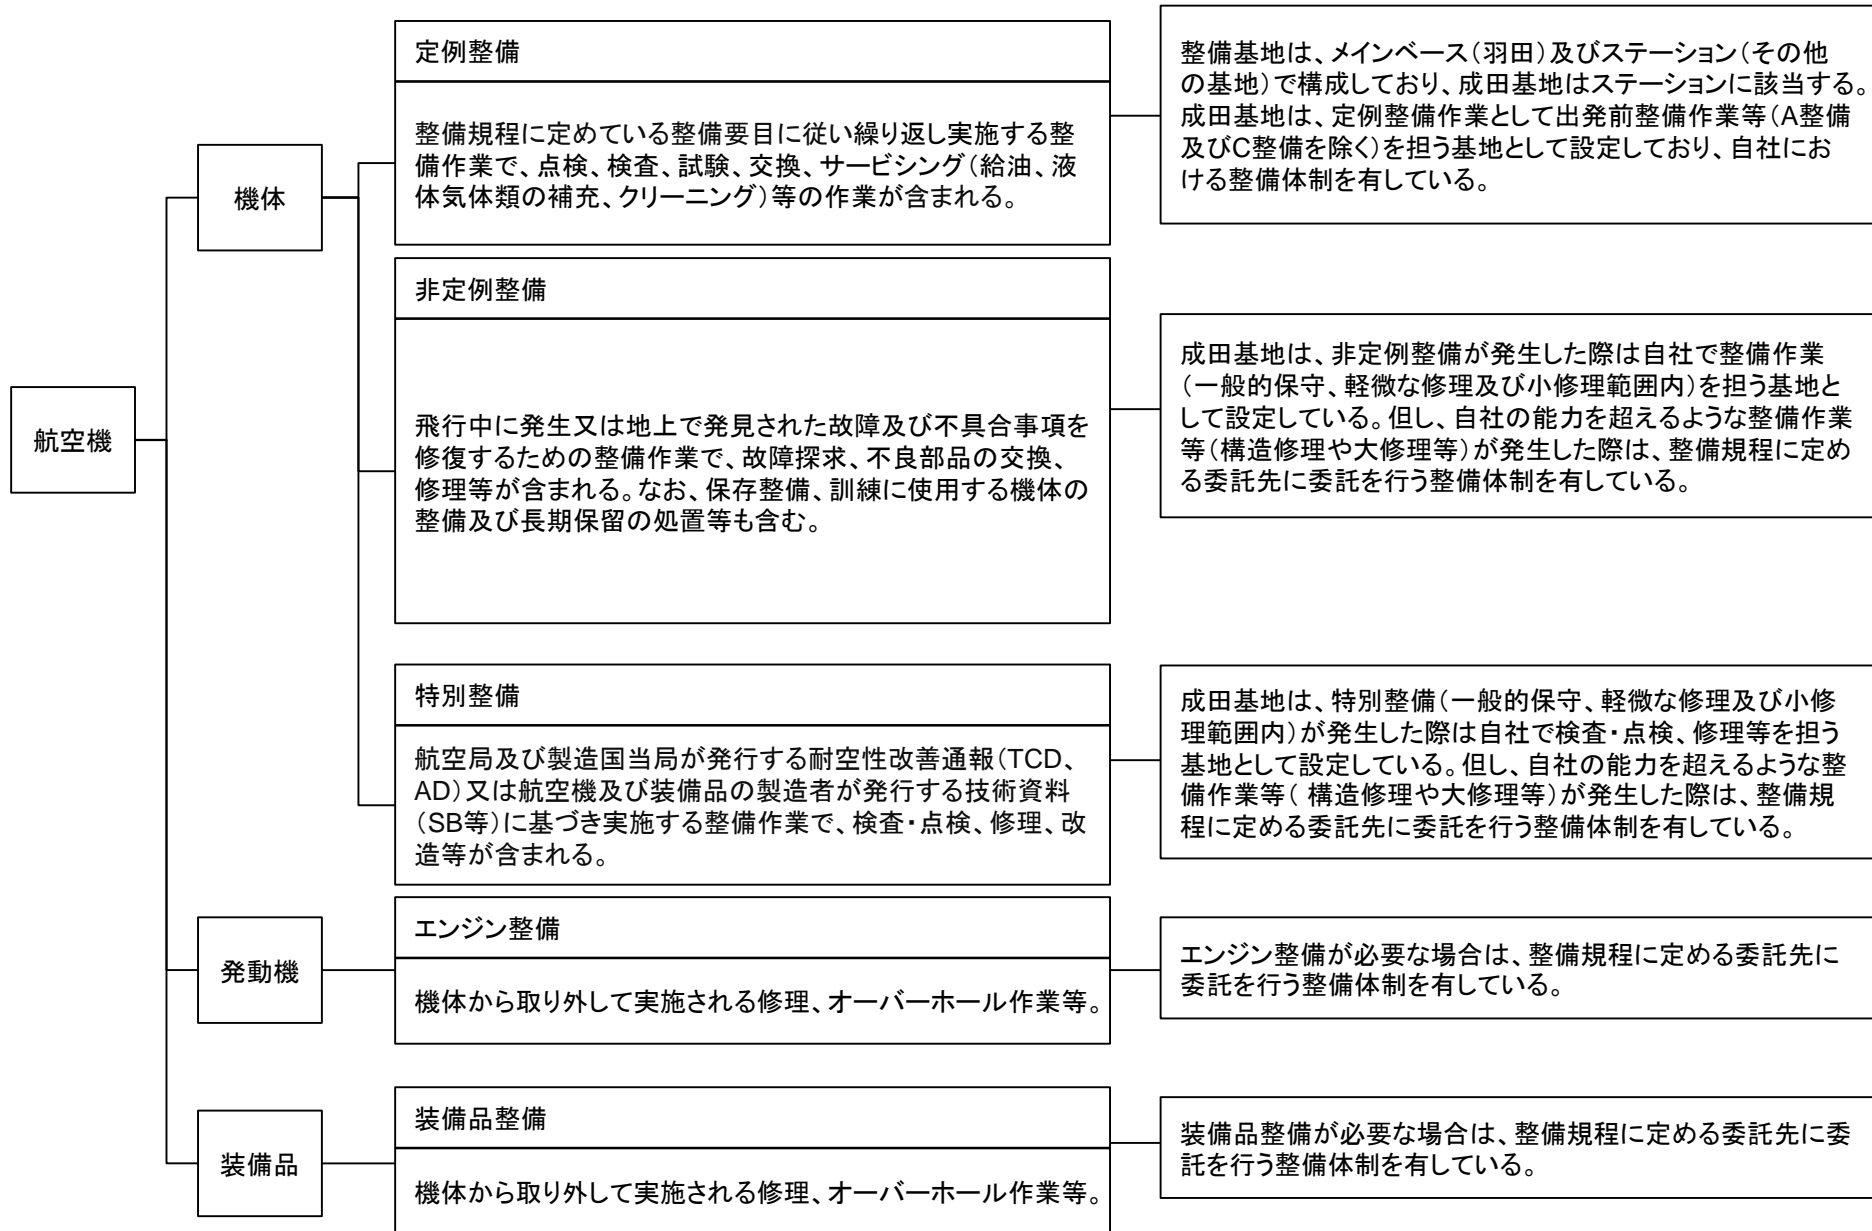 航空機
機体
定例整備
整備規程に定めている整備要目に従い繰り返し実施する整
備作業で、点検、検査、試験、交換、サービシング（給油、液
体気体類の補充、クリーニング）等の作業が含まれる。
整備基地は、メインベース（羽田）及びステーション（その他
の基地）で構成しており、成田基地はステーションに該当する。
成田基地は、定例整備作業として出発前整備作業等（A整備
及びC整備を除く）を担う基地として設定しており、自社にお
ける整備体制を有している。
非定例整備
飛行中に発生又は地上で発見された故障及び不具合事項を
修復するための整備作業で、故障探求、不良部品の交換、
修理等が含まれる。なお、保存整備、訓練に使用する機体の
整備及び長期保留の処置等も含む。
成田基地は、非定例整備が発生した際は自社で整備作業
（一般的保守、軽微な修理及び小修理範囲内）を担う基地と
して設定している。但し、自社の能力を超えるような整備作業
等（構造修理や大修理等）が発生した際は、整備規程に定め
る委託先に委託を行う整備体制を有している。
特別整備
航空局及び製造国当局が発行する耐空性改善通報（TCD、
AD）又は航空機及び装備品の製造者が発行する技術資料
（SB等）に基づき実施する整備作業で、検査・点検、修理、改
造等が含まれる。
成田基地は、特別整備（一般的保守、軽微な修理及び小修
理範囲内）が発生した際は自社で検査・点検、修理等を担う
基地として設定している。但し、自社の能力を超えるような整
備作業等（ 構造修理や大修理等）が発生した際は、整備規
程に定める委託先に委託を行う整備体制を有している。
発動機
エンジン整備
機体から取り外して実施される修理、オーバーホール作業等。
エンジン整備が必要な場合は、整備規程に定める委託先に
委託を行う整備体制を有している。
装備品
装備品整備
機体から取り外して実施される修理、オーバーホール作業等。
装備品整備が必要な場合は、整備規程に定める委託先に委
託を行う整備体制を有している。